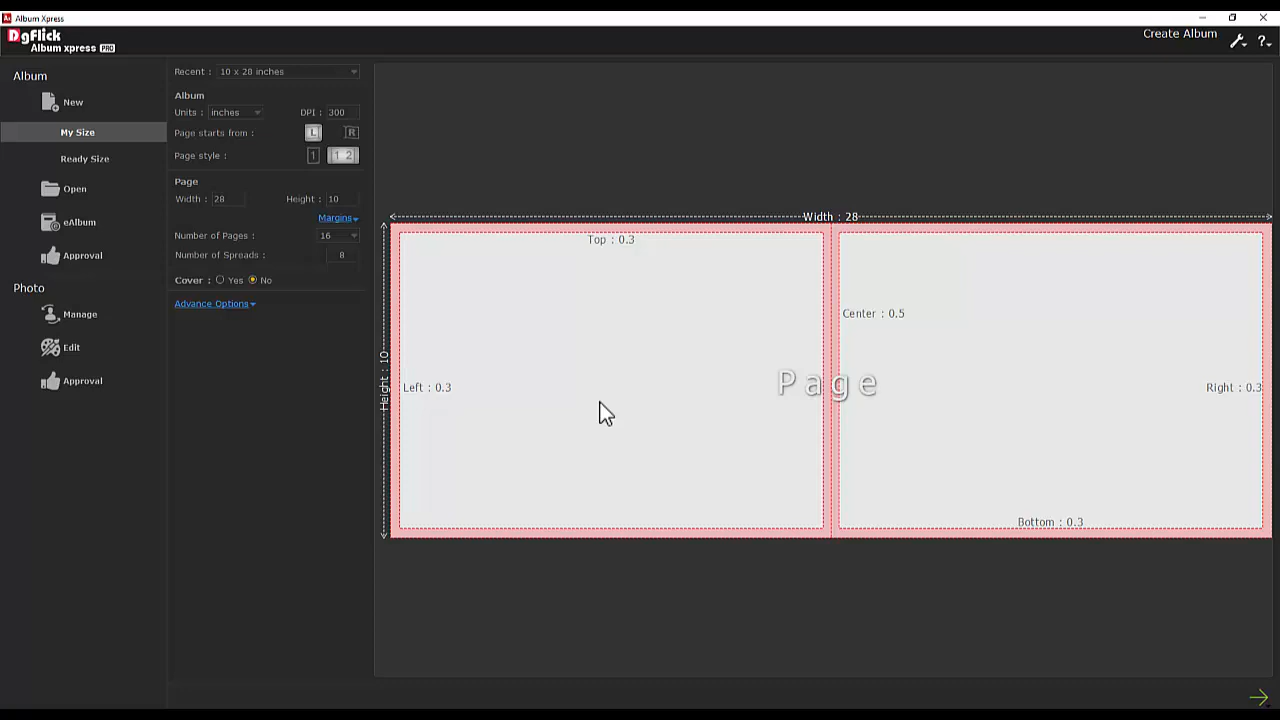 Album Xpress
DgFlick
Album xpress PRO
Create Album
?
Album
New
My Size
Ready Size
Open
eAlbum
Approval
Photo
Manage
Edit
Approval
Recent : 10 x 28 inches
Album
Units : inches DPI : 300
Page starts from : L R
Page style : 1 1 2
Page
Width : 28 Height : 10
Margins
Number of Pages : 16
Number of Spreads : 8
Cover : Yes No
Advance Options
Width : 28
Height : 10
Top : 0.3
Center : 0.5
Page
Left : 0.3
Right : 0.3
Bottom : 0.3